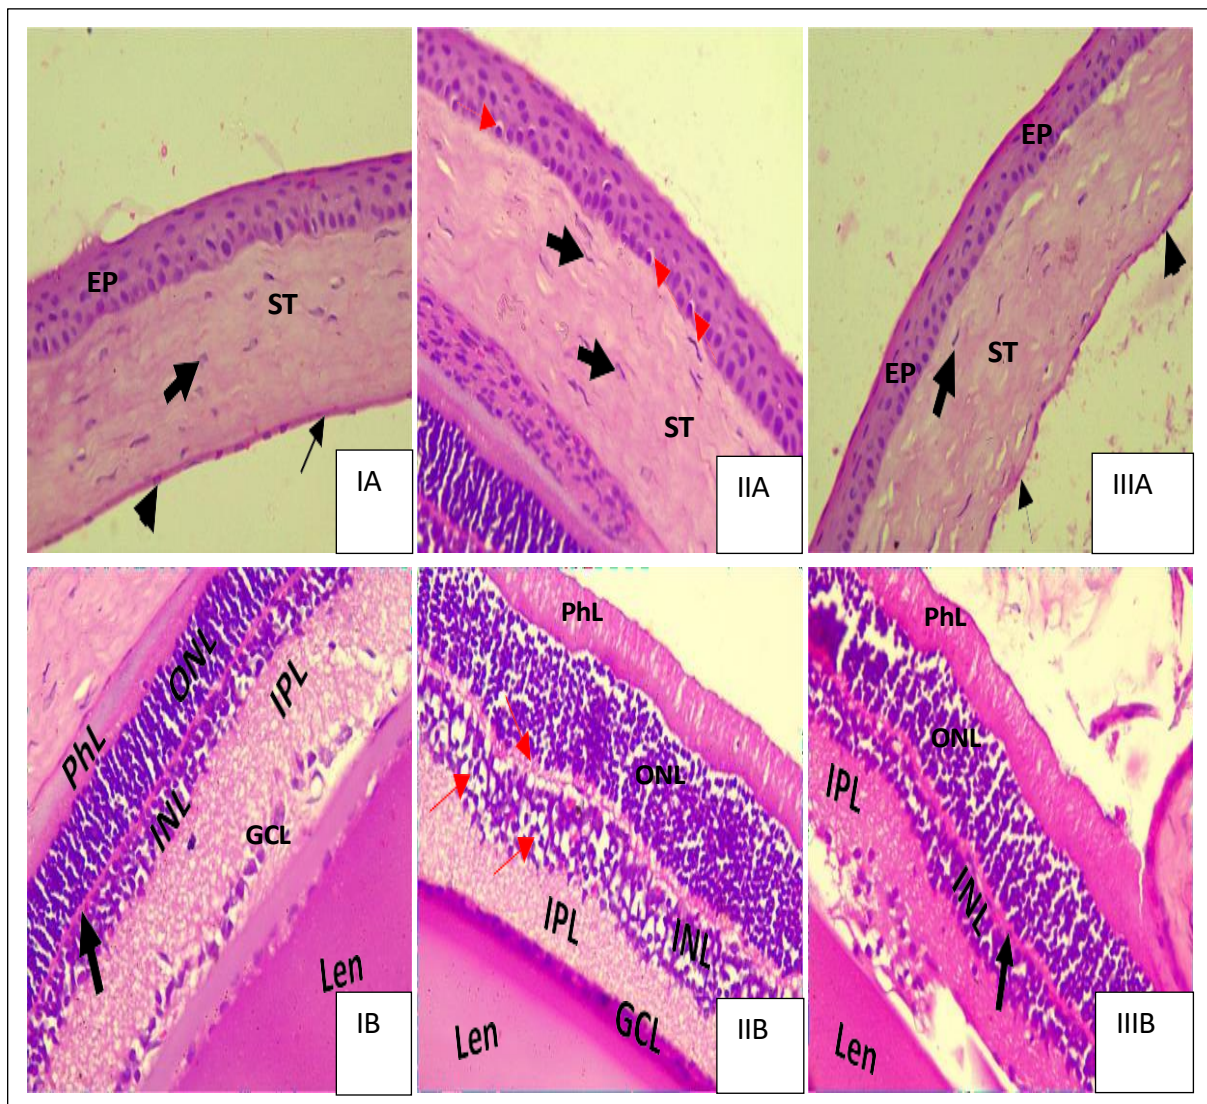 EP
ST
IA
ST
IIA
EP
EP
ST
IIIA
PhL
ONL
INL
IPL
GCL
Len
IB
PhL
ONL
IPL
INL
GCL
Len
IIB
PhL
ONL
IPL
INL
Len
IIIB